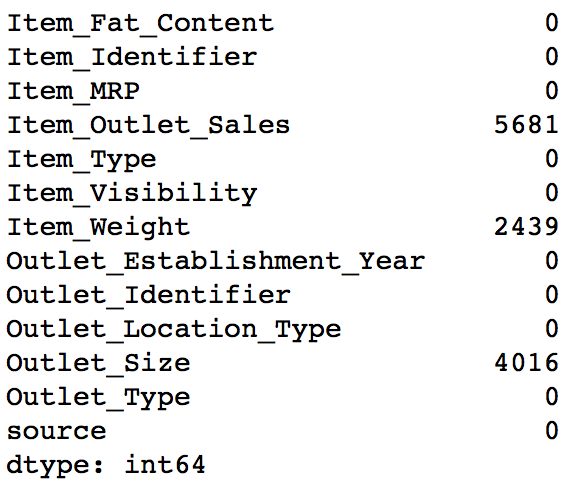 Item_Fat_Content 0
Item_Identifier 0
Item_MRP 0
Item_Outlet_Sales 5681
Item_Type 0
Item_Visibility 0
Item_Weight 2439
Outlet_Establishment_Year 0
Outlet_Identifier 0
Outlet_Location_Type 0
Outlet_Size 4016
Outlet_Type 0
source 0
dtype: int64